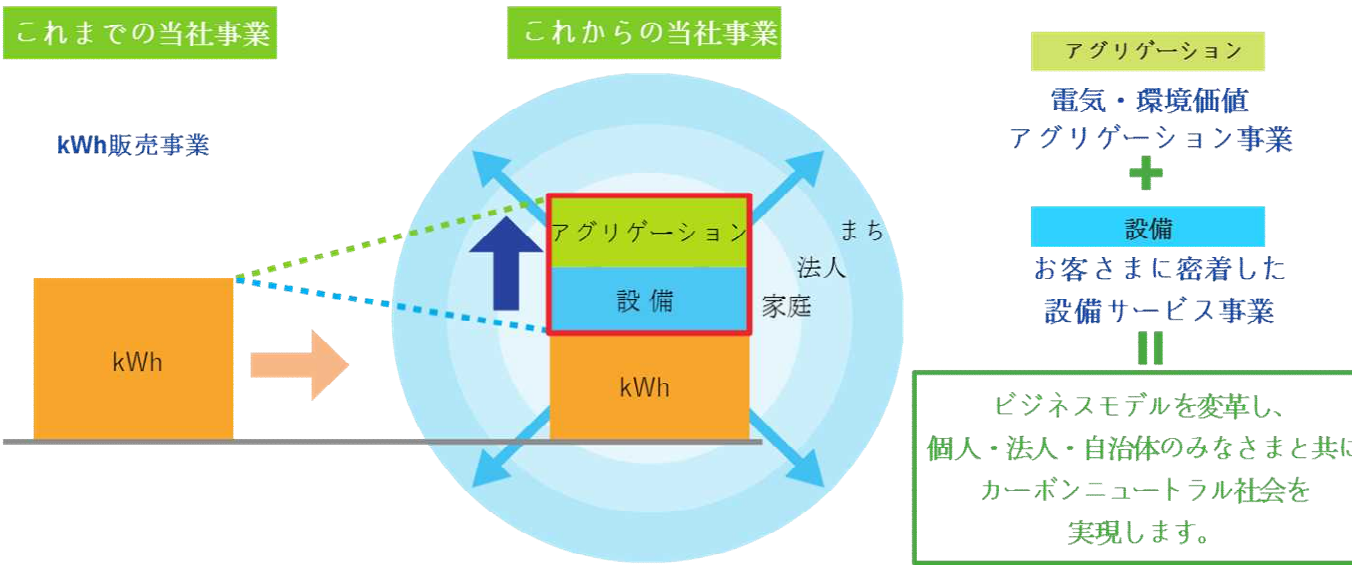 これまでの当社事業
kWh販売事業
kWh
これからの当社事業
アグリゲーション
設備
kWh
まち
法人
家庭
アグリゲーション
電気・環境価値
アグリゲーション事業
+
設備
お客さまに密着した
設備サービス事業
ビジネスモデルを変革し、
個人・法人・自治体のみなさまと共に
カーボンニュートラル社会を
実現します。